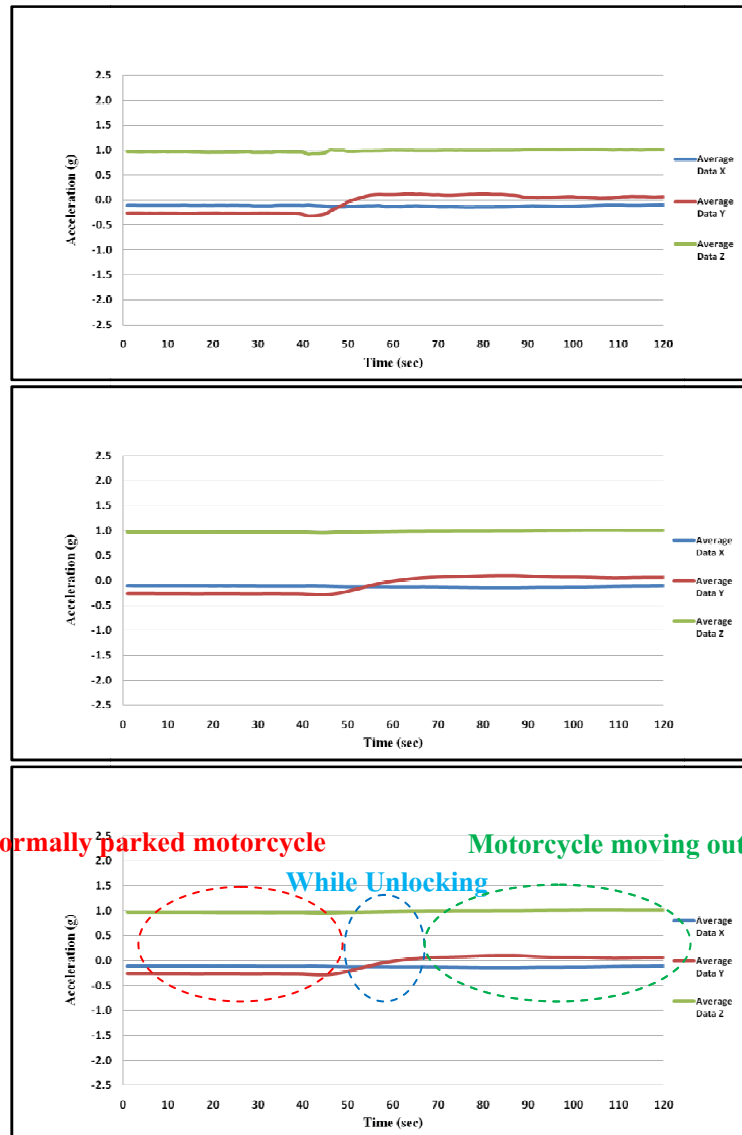 2.5
2.0
1.5
1.0
0.5
0.0
-0.5
-1.0
-1.5
-2.0
-2.5
Acceleration (g)
0 10 20 30 40 50 60 70 80 90 100 110 120
Time (sec)
Average
Data X
Average
Data Y
Average
Data Z
2.5
2.0
1.5
1.0
0.5
0.0
-0.5
-1.0
-1.5
-2.0
-2.5
Acceleration (g)
0 10 20 30 40 50 60 70 80 90 100 110 120
Time (sec)
Average
Data X
Average
Data Y
Average
Data Z
ormally parked motorcycle
Motorcycle moving out
While Unlocking
2.5
2.0
1.5
1.0
0.5
0.0
-0.5
-1.0
-1.5
-2.0
-2.5
Acceleration (g)
0 10 20 30 40 50 60 70 80 90 100 110 120
Time (sec)
Average
Data X
Average
Data Y
Average
Data Z